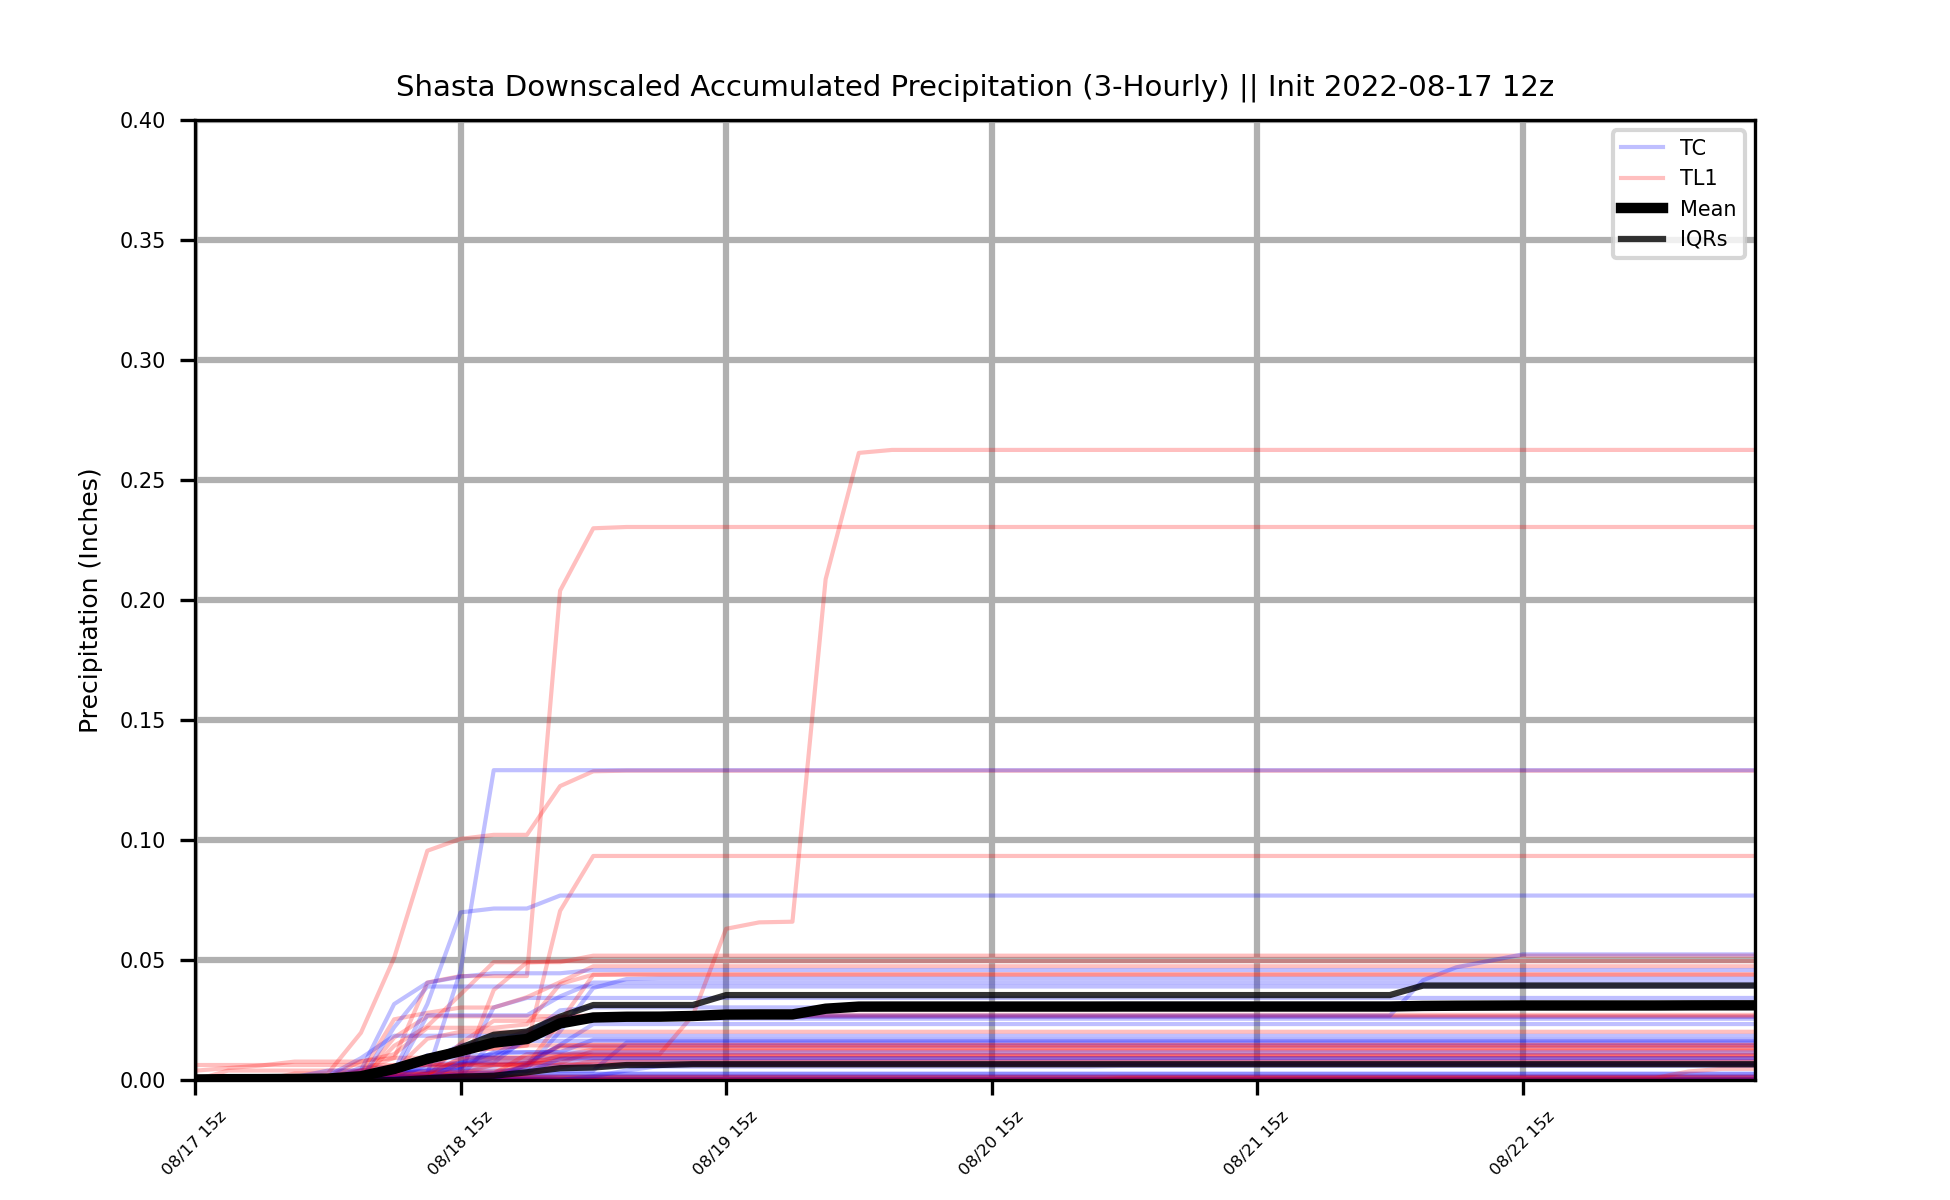 Shasta Downscaled Accumulated Precipitation (3-Hourly) || Init 2022-08-17 12z
TC
TL1
Mean
IQRs
Precipitation (Inches)
0.40
0.35
0.30
0.25
0.20
0.15
0.10
0.05
0.00
08/17 15z
08/18 15z
08/19 15z
08/20 15z
08/21 15z
08/22 15z